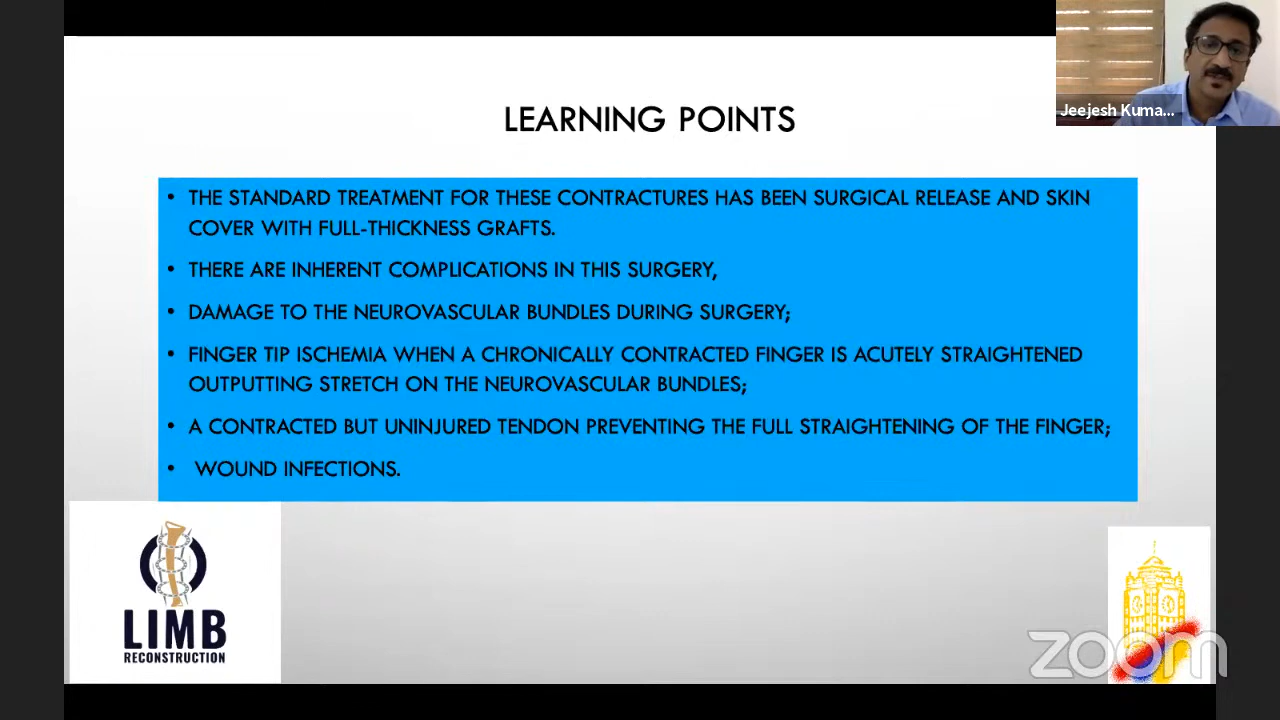 Jeejesh Kuma...
LEARNING POINTS
• THE STANDARD TREATMENT FOR THESE CONTRACTURES HAS BEEN SURGICAL RELEASE AND SKIN
COVER WITH FULL-THICKNESS GRAFTS.
• THERE ARE INHERENT COMPLICATIONS IN THIS SURGERY,
• DAMAGE TO THE NEUROVASCULAR BUNDLES DURING SURGERY;
• FINGER TIP ISCHEMIA WHEN A CHRONICALLY CONTRACTED FINGER IS ACUTELY STRAIGHTENED
OUTPUTTING STRETCH ON THE NEUROVASCULAR BUNDLES;
• A CONTRACTED BUT UNINJURED TENDON PREVENTING THE FULL STRAIGHTENING OF THE FINGER;
• WOUND INFECTIONS.
LIMB
RECONSTRUCTION
zoom